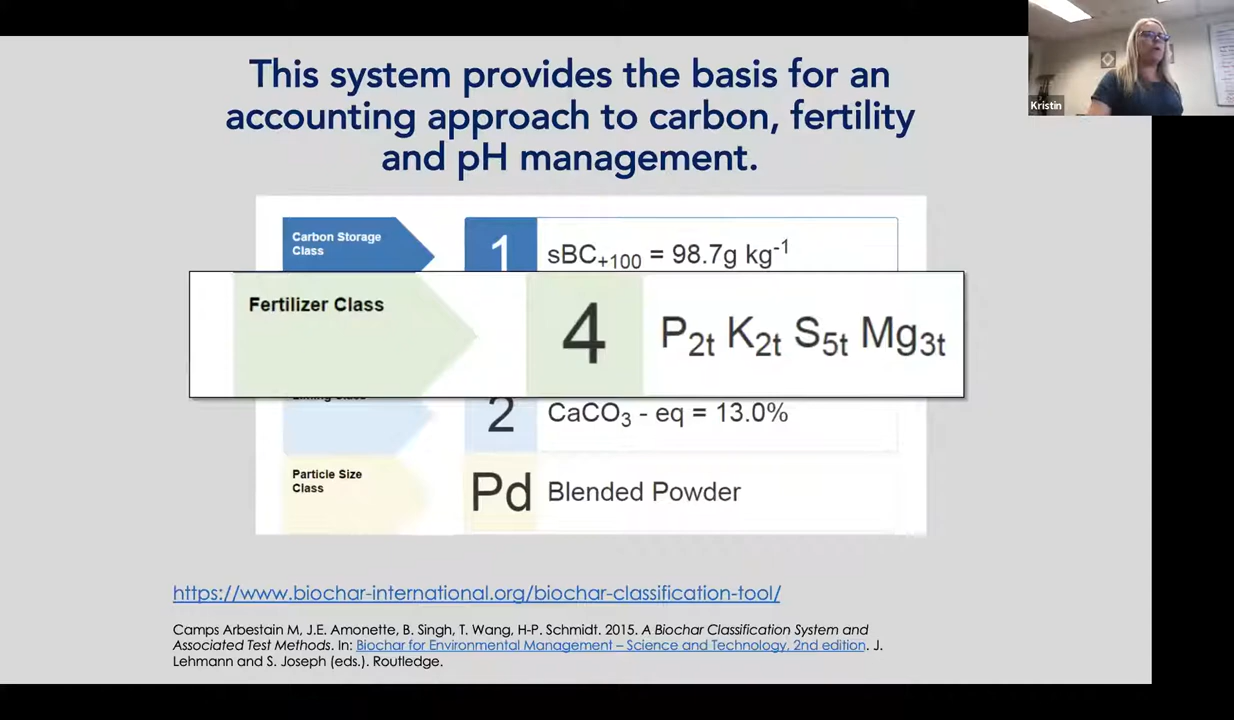 This system provides the basis for an
accounting approach to carbon, fertility
and pH management.
Kristin
Carbon Storage
Class
1
sBC+100 = 98.7g kg-1
Fertilizer Class
4
P2t K2t S5t Mg3t
2
CaCO3 - eq = 13.0%
Particle Size
Class
Pd
Blended Powder
https://www.biochar-international.org/biochar-classification-tool/
Camps Arbestain M, J.E. Amonette, B. Singh, T. Wang, H-P. Schmidt. 2015. A Biochar Classification System and
Associated Test Methods. In: Biochar for Environmental Management – Science and Technology, 2nd edition. J.
Lehmann and S. Joseph (eds.). Routledge.